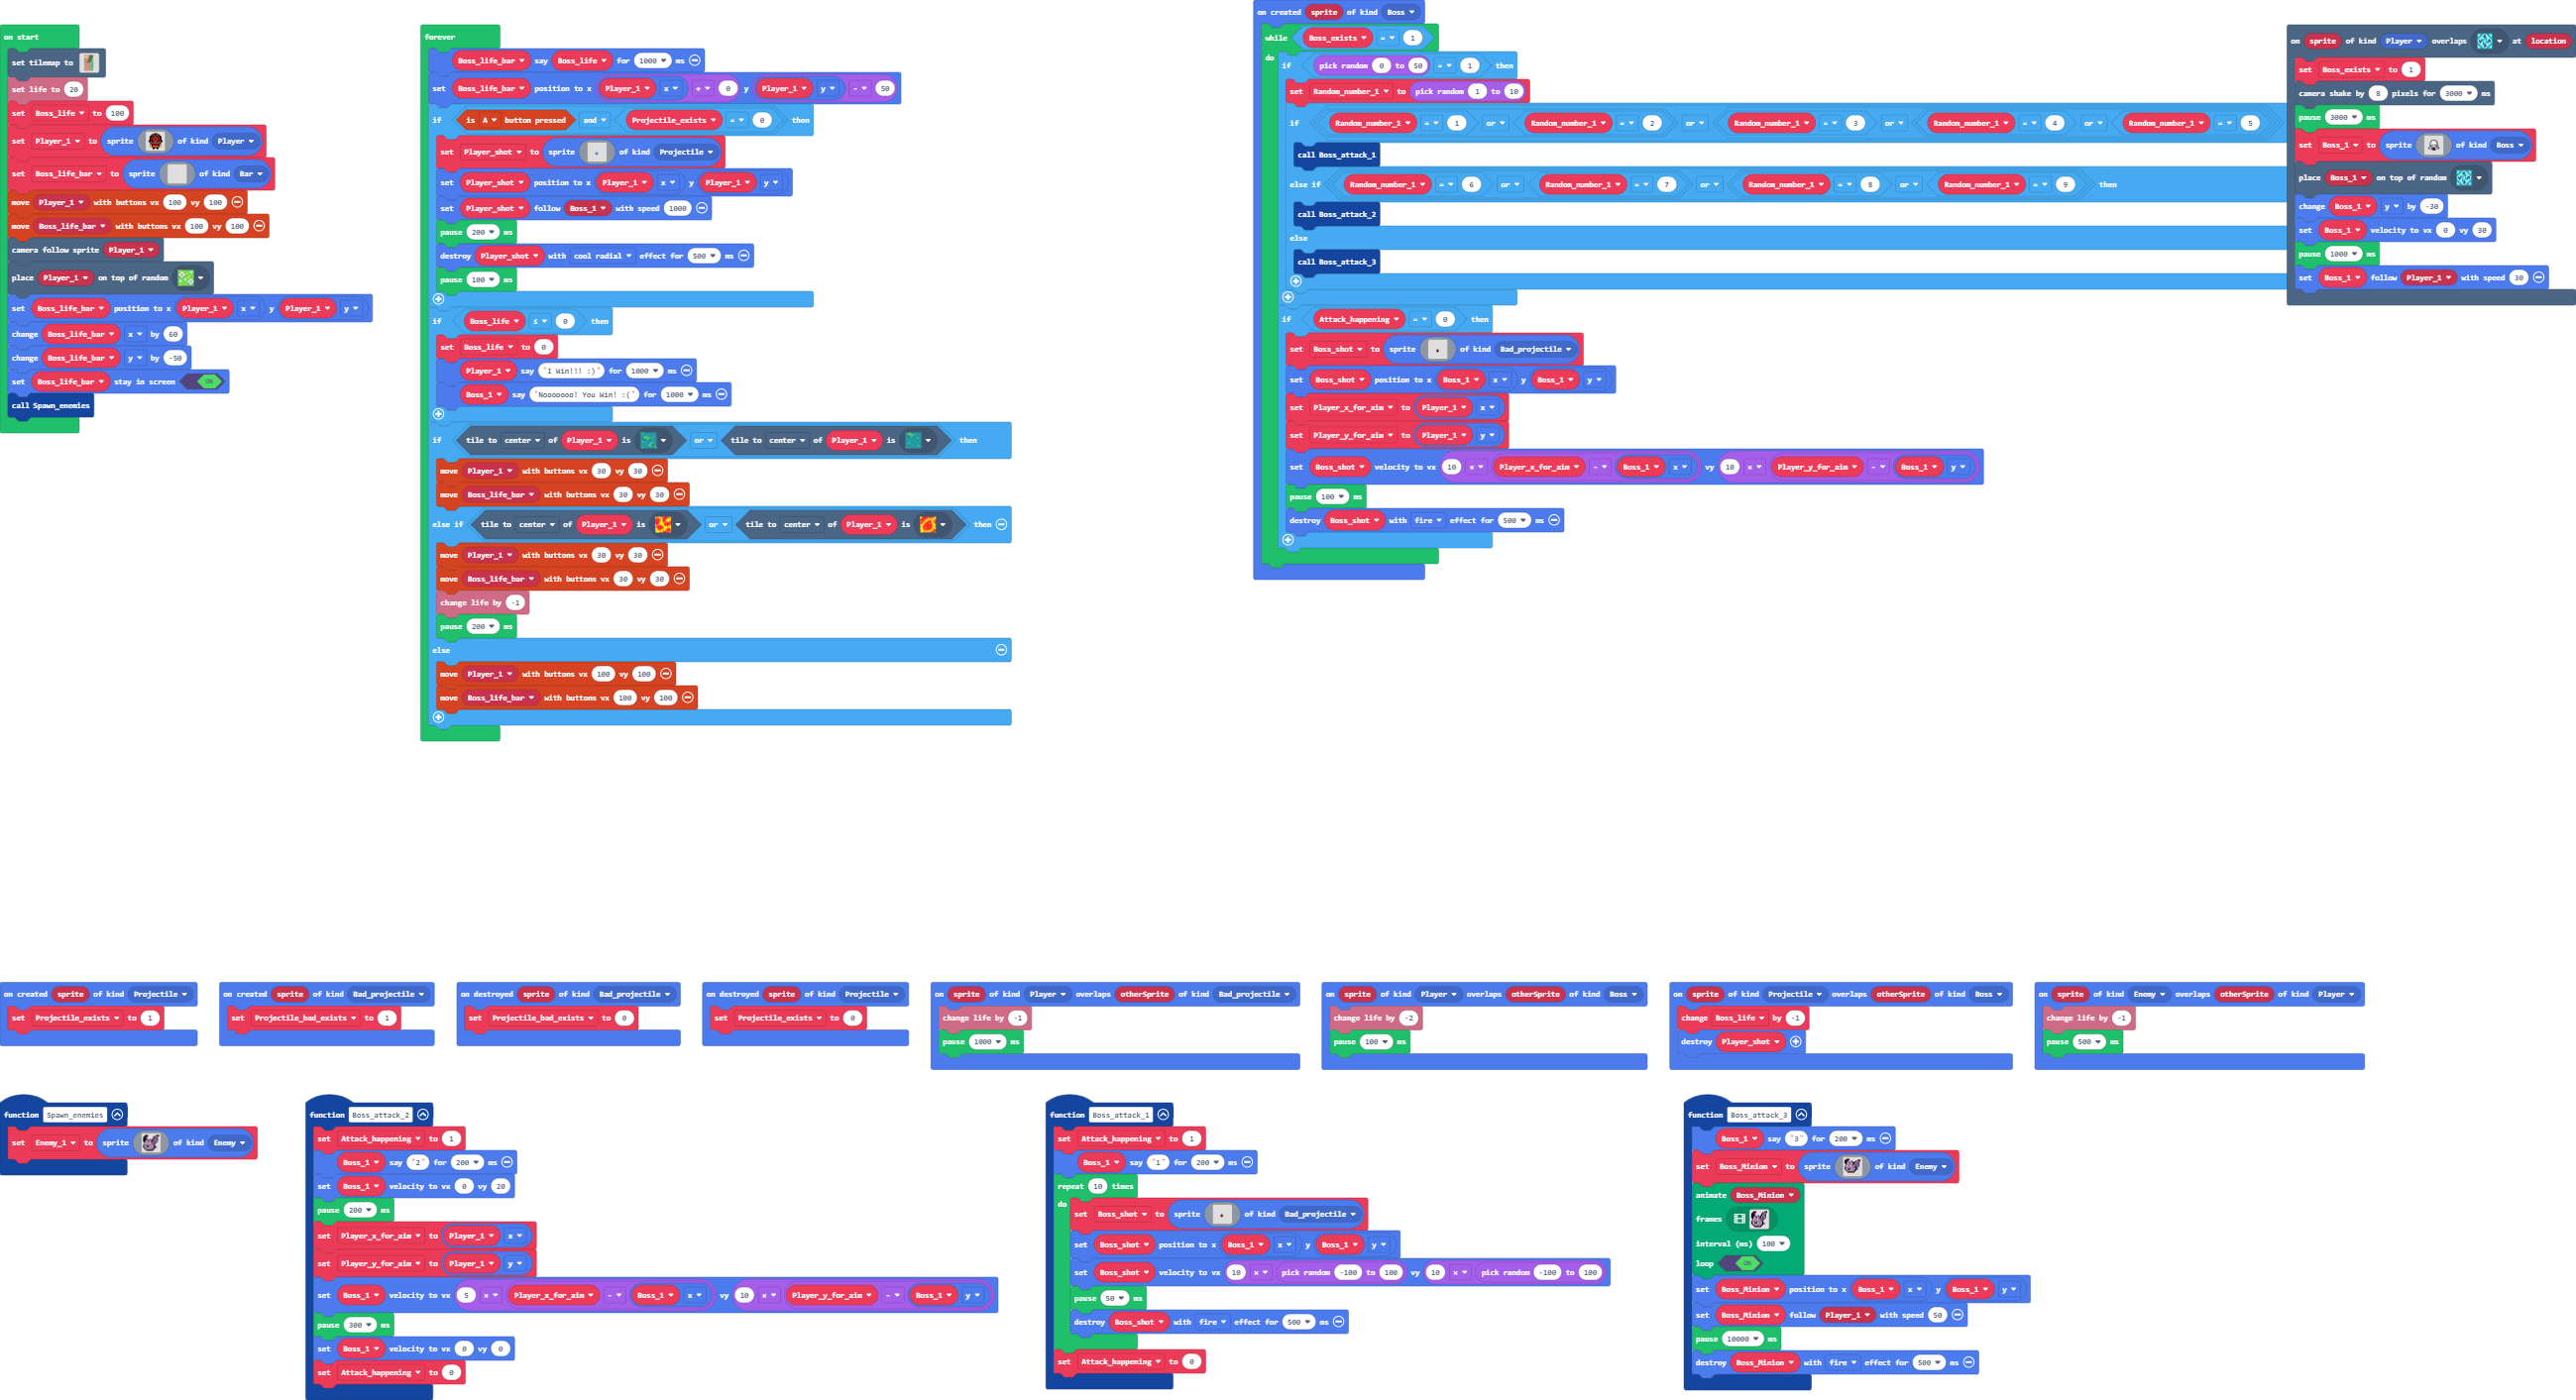 on start
set tilemap to
set life to 20
set Boss_life to 100
set Player_1 to sprite of kind Player
set Boss_life_bar to sprite of kind Bar
move Player_1 with buttons vx 100 vy 100
move Boss_life_bar with buttons vx 100 vy 100
camera follow sprite Player_1
place Player_1 on top of random
set Boss_life_bar position to x Player_1 x y Player_1 y
change Boss_life_bar x by 60
change Boss_life_bar y by -50
set Boss_life_bar stay in screen ON
call Spawn_enemies
forever
Boss_life_bar say Boss_life for 1000 ms
set Boss_life_bar position to x Player_1 x + 0 y Player_1 y - 50
if is A button pressed and Projectile_exists = 0 then
set Player_shot to sprite of kind Projectile
set Player_shot position to x Player_1 x y Player_1 y
set Player_shot follow Boss_1 with speed 1000
pause 200 ms
destroy Player_shot with cool radial effect for 500 ms
pause 100 ms
if Boss_life ≤ 0 then
set Boss_life to 0
Player_1 say "I Win!!! :)" for 1000 ms
Boss_1 say "Nooooooo! You Win! :(" for 1000 ms
if tile to center of Player_1 is or tile to center of Player_1 is then
move Player_1 with buttons vx 30 vy 30
move Boss_life_bar with buttons vx 30 vy 30
else if tile to center of Player_1 is or tile to center of Player_1 is then
move Player_1 with buttons vx 30 vy 30
move Boss_life_bar with buttons vx 30 vy 30
change life by -1
pause 200 ms
else
move Player_1 with buttons vx 100 vy 100
move Boss_life_bar with buttons vx 100 vy 100
on created sprite of kind Boss
while Boss_exists = 1
do if pick random 0 to 50 = 1 then
set Random_number_1 to pick random 1 to 10
if Random_number_1 = 1 or Random_number_1 = 2 or Random_number_1 = 3 or Random_number_1 = 4 or Random_number_1 = 5
call Boss_attack_1
else if Random_number_1 = 6 or Random_number_1 = 7 or Random_number_1 = 8 or Random_number_1 = 9 then
call Boss_attack_2
else
call Boss_attack_3
if Attack_happening = 0 then
set Boss_shot to sprite of kind Bad_projectile
set Boss_shot position to x Boss_1 x y Boss_1 y
set Player_x_for_aim to Player_1 x
set Player_y_for_aim to Player_1 y
set Boss_shot velocity to vx 10 × Player_x_for_aim - Boss_1 x vy 10 × Player_y_for_aim - Boss_1 y
pause 100 ms
destroy Boss_shot with fire effect for 500 ms
on sprite of kind Player overlaps at location
set Boss_exists to 1
camera shake by 8 pixels for 3000 ms
pause 3000 ms
set Boss_1 to sprite of kind Boss
place Boss_1 on top of random
change Boss_1 y by -30
set Boss_1 velocity to vx 0 vy 30
pause 1000 ms
set Boss_1 follow Player_1 with speed 30
on created sprite of kind Projectile
set Projectile_exists to 1
on created sprite of kind Bad_projectile
set Projectile_bad_exists to 1
on destroyed sprite of kind Bad_projectile
set Projectile_bad_exists to 0
on destroyed sprite of kind Projectile
set Projectile_exists to 0
on sprite of kind Player overlaps otherSprite of kind Bad_projectile
change life by -1
pause 1000 ms
on sprite of kind Player overlaps otherSprite of kind Boss
change life by -2
pause 100 ms
on sprite of kind Projectile overlaps otherSprite of kind Boss
change Boss_life by -1
destroy Player_shot
on sprite of kind Enemy overlaps otherSprite of kind Player
change life by -1
pause 500 ms
function Spawn_enemies
set Enemy_1 to sprite of kind Enemy
function Boss_attack_2
set Attack_happening to 1
Boss_1 say "2" for 200 ms
set Boss_1 velocity to vx 0 vy 20
pause 200 ms
set Player_x_for_aim to Player_1 x
set Player_y_for_aim to Player_1 y
set Boss_1 velocity to vx 5 × Player_x_for_aim - Boss_1 x vy 10 × Player_y_for_aim - Boss_1 y
pause 300 ms
set Boss_1 velocity to vx 0 vy 0
set Attack_happening to 0
function Boss_attack_1
set Attack_happening to 1
Boss_1 say "1" for 200 ms
repeat 10 times
do set Boss_shot to sprite of kind Bad_projectile
set Boss_shot position to x Boss_1 x y Boss_1 y
set Boss_shot velocity to vx 10 × pick random -100 to 100 vy 10 × pick random -100 to 100
pause 50 ms
destroy Boss_shot with fire effect for 500 ms
set Attack_happening to 0
function Boss_attack_3
Boss_1 say "3" for 200 ms
set Boss_Minion to sprite of kind Enemy
animate Boss_Minion
frames
interval (ms) 100
loop ON
set Boss_Minion position to x Boss_1 x y Boss_1 y
set Boss_Minion follow Player_1 with speed 50
pause 10000 ms
destroy Boss_Minion with fire effect for 500 ms